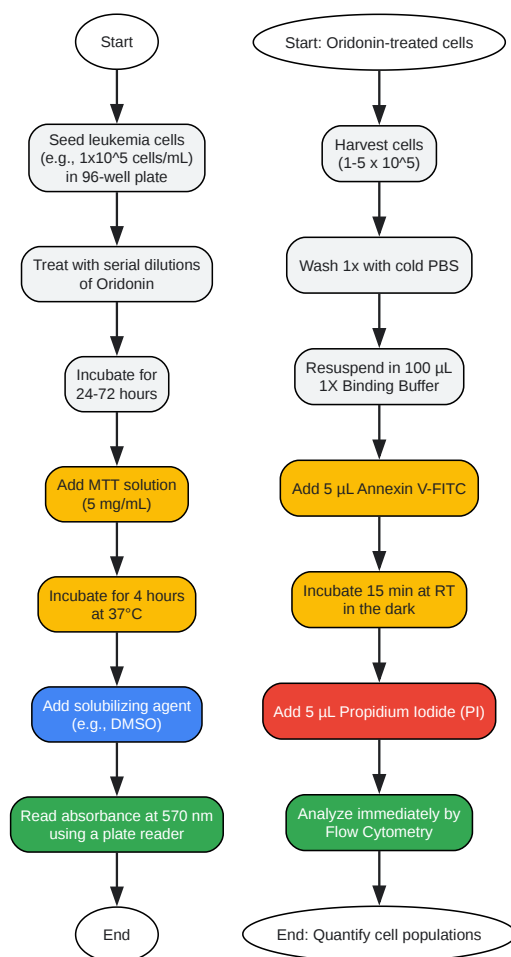 Start
Seed leukemia cells
(e.g., 1x10^5 cells/mL)
in 96-well plate
Treat with serial dilutions
of Oridonin
Incubate for
24-72 hours
Add MTT solution
(5 mg/mL)
Incubate for 4 hours
at 37°C
Add solubilizing agent
(e.g., DMSO)
Read absorbance at 570 nm
using a plate reader
End
Start: Oridonin-treated cells
Harvest cells
(1-5 x 10^5)
Wash 1x with cold PBS
Resuspend in 100 µL
1X Binding Buffer
Add 5 µL Annexin V-FITC
Incubate 15 min at RT
in the dark
Add 5 µL Propidium Iodide (PI)
Analyze immediately by
Flow Cytometry
End: Quantify cell populations